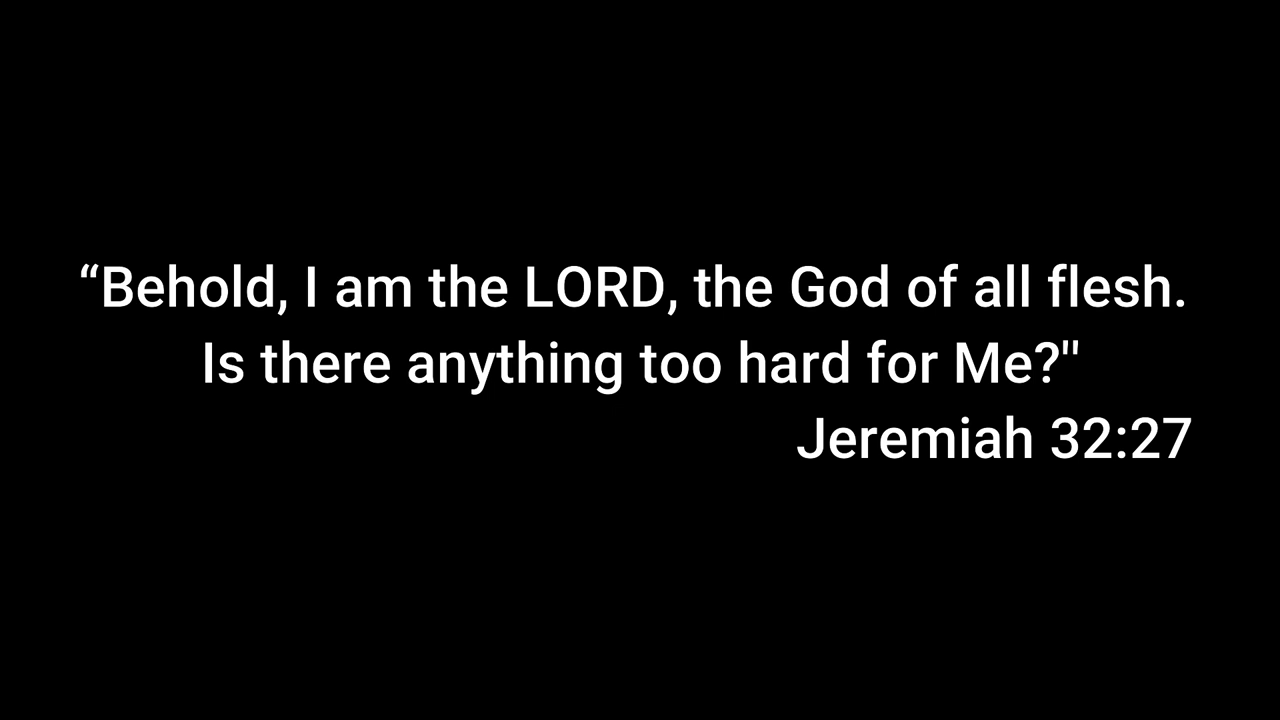 “Behold, I am the LORD, the God of all flesh.
Is there anything too hard for Me?"
Jeremiah 32:27